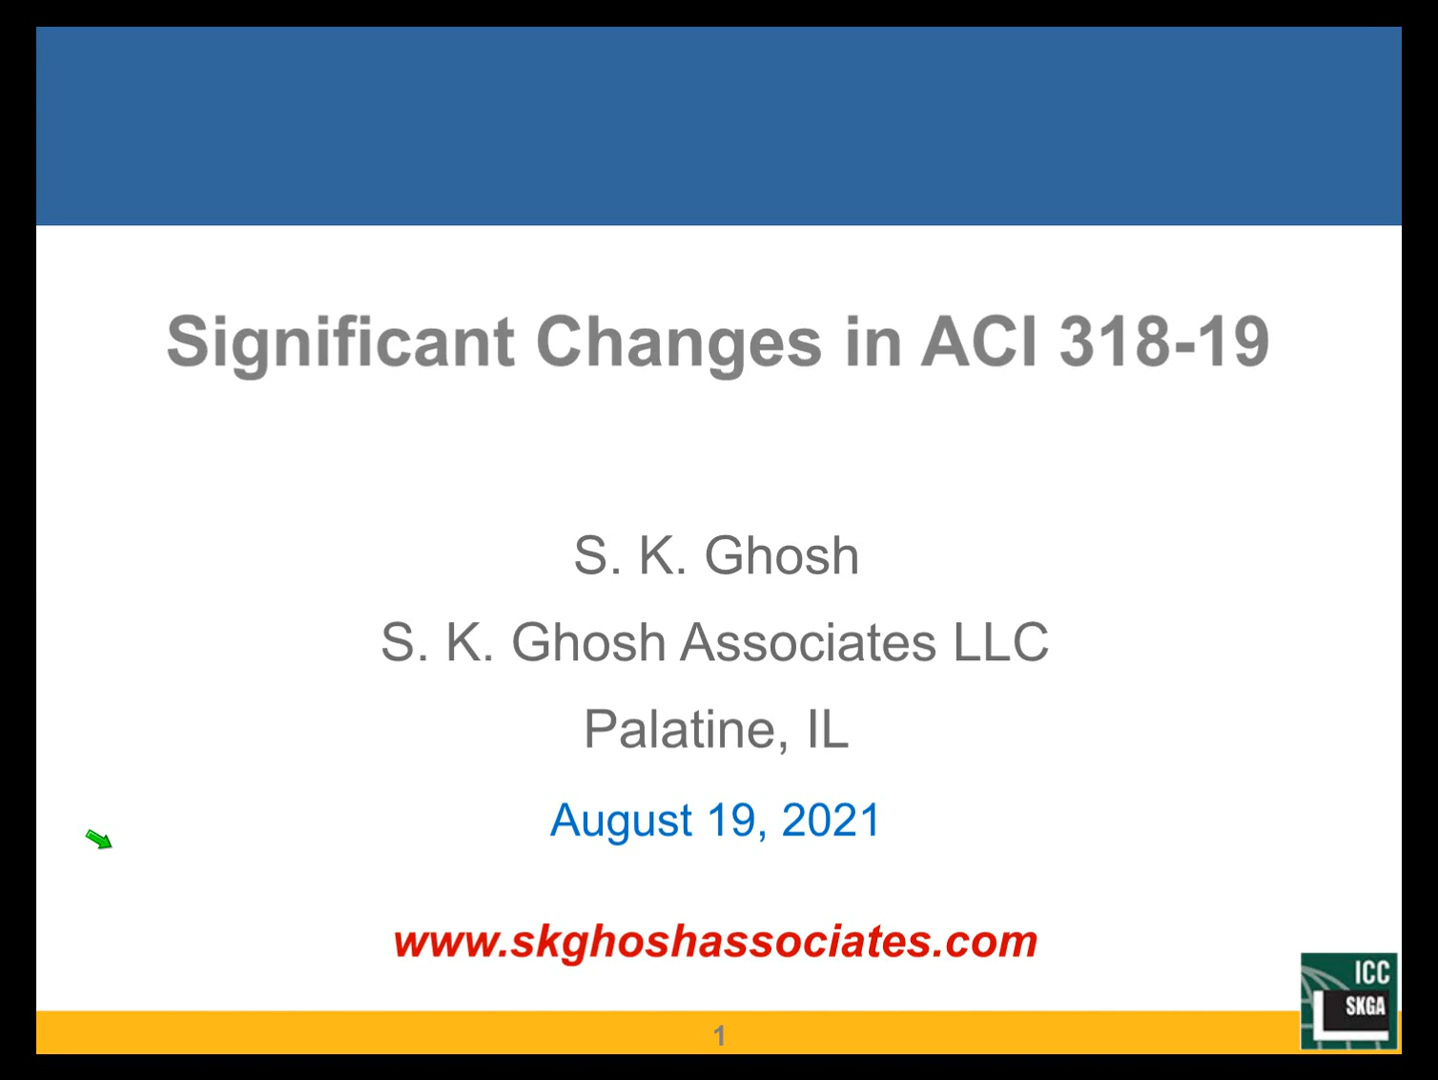 Significant Changes in ACI 318-19
S. K. Ghosh
S. K. Ghosh Associates LLC
Palatine, IL
August 19, 2021
www.skghoshassociates.com
ICC
SKGA
1